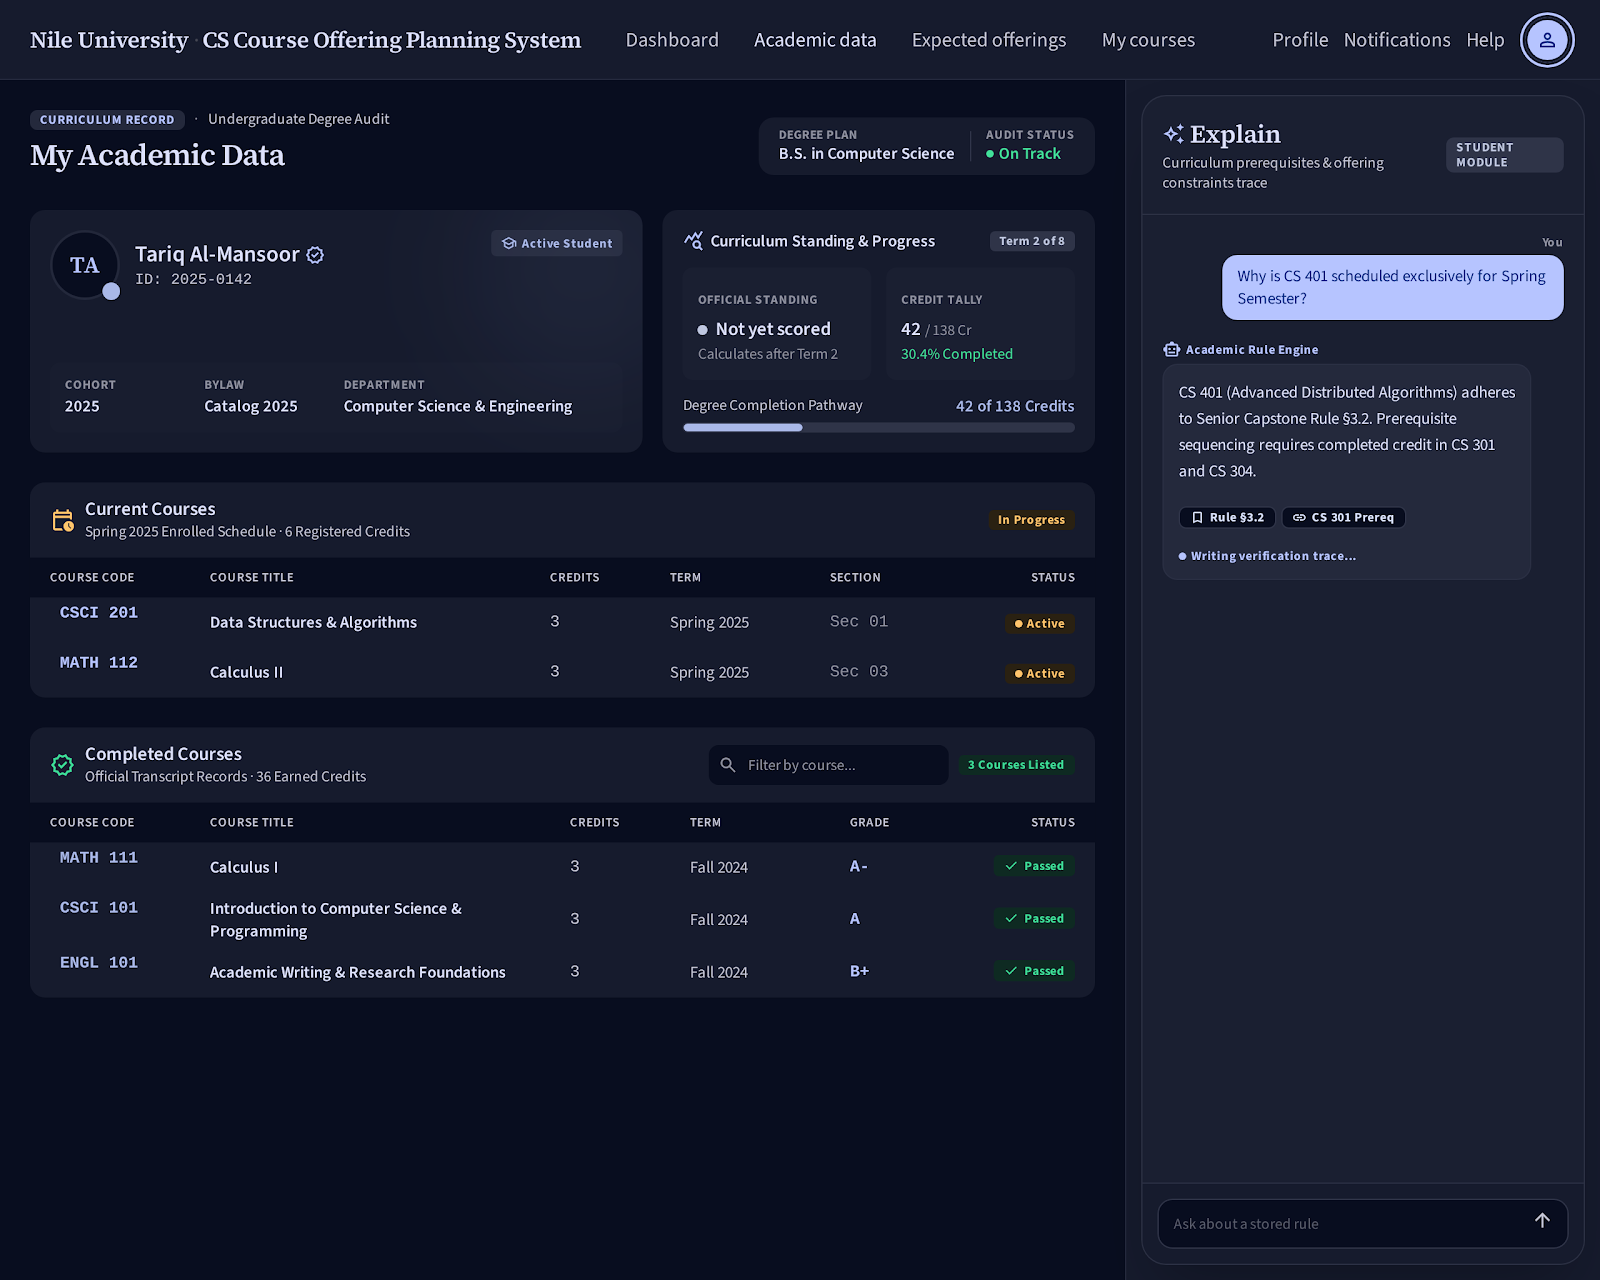 Nile University · CS Course Offering Planning System
Dashboard
Academic data
Expected offerings
My courses
Profile
Notifications
Help
CURRICULUM RECORD · Undergraduate Degree Audit
My Academic Data
DEGREE PLAN
B.S. in Computer Science
AUDIT STATUS
On Track
TA
Tariq Al-Mansoor
ID: 2025-0142
Active Student
COHORT
2025
BYLAW
Catalog 2025
DEPARTMENT
Computer Science & Engineering
Curriculum Standing & Progress
Term 2 of 8
OFFICIAL STANDING
Not yet scored
Calculates after Term 2
CREDIT TALLY
42 / 138 Cr
30.4% Completed
Degree Completion Pathway
42 of 138 Credits
Current Courses
Spring 2025 Enrolled Schedule · 6 Registered Credits
In Progress
COURSE CODE COURSE TITLE CREDITS TERM SECTION STATUS
CSCI 201 Data Structures & Algorithms 3 Spring 2025 Sec 01 Active
MATH 112 Calculus II 3 Spring 2025 Sec 03 Active
Completed Courses
Official Transcript Records · 36 Earned Credits
Filter by course...
3 Courses Listed
COURSE CODE COURSE TITLE CREDITS TERM GRADE STATUS
MATH 111 Calculus I 3 Fall 2024 A- Passed
CSCI 101 Introduction to Computer Science & 3 Fall 2024 A Passed
Programming
ENGL 101 Academic Writing & Research Foundations 3 Fall 2024 B+ Passed
Explain
Curriculum prerequisites & offering
constraints trace
STUDENT
MODULE
You
Why is CS 401 scheduled exclusively for Spring
Semester?
Academic Rule Engine
CS 401 (Advanced Distributed Algorithms) adheres
to Senior Capstone Rule §3.2. Prerequisite
sequencing requires completed credit in CS 301
and CS 304.
Rule §3.2
CS 301 Prereq
Writing verification trace...
Ask about a stored rule